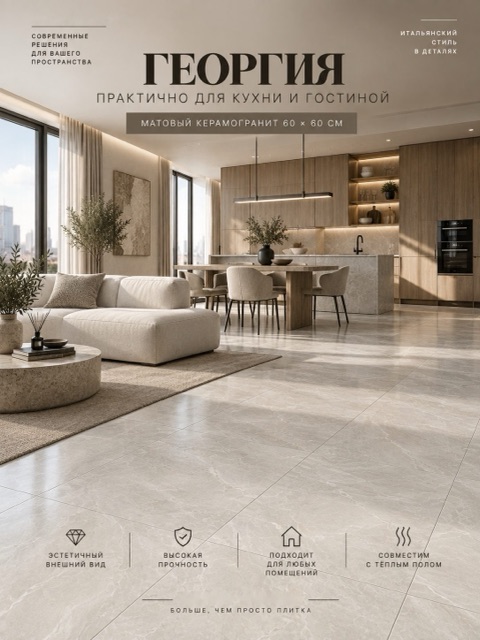 СОВРЕМЕННЫЕ
РЕШЕНИЯ
ДЛЯ ВАШЕГО
ПРОСТРАНСТВА
ИТАЛЬЯНСКИЙ
СТИЛЬ
В ДЕТАЛЯХ
ГЕОРГИЯ
ПРАКТИЧНО ДЛЯ КУХНИ И ГОСТИНОЙ
МАТОВЫЙ КЕРАМОГРАНИТ 60 × 60 СМ
ЭСТЕТИЧНЫЙ
ВНЕШНИЙ ВИД
ВЫСОКАЯ
ПРОЧНОСТЬ
ПОДХОДИТ
ДЛЯ ЛЮБЫХ
ПОМЕЩЕНИЙ
СОВМЕСТИМ
С ТЁПЛЫМ ПОЛОМ
БОЛЬШЕ, ЧЕМ ПРОСТО ПЛИТКА